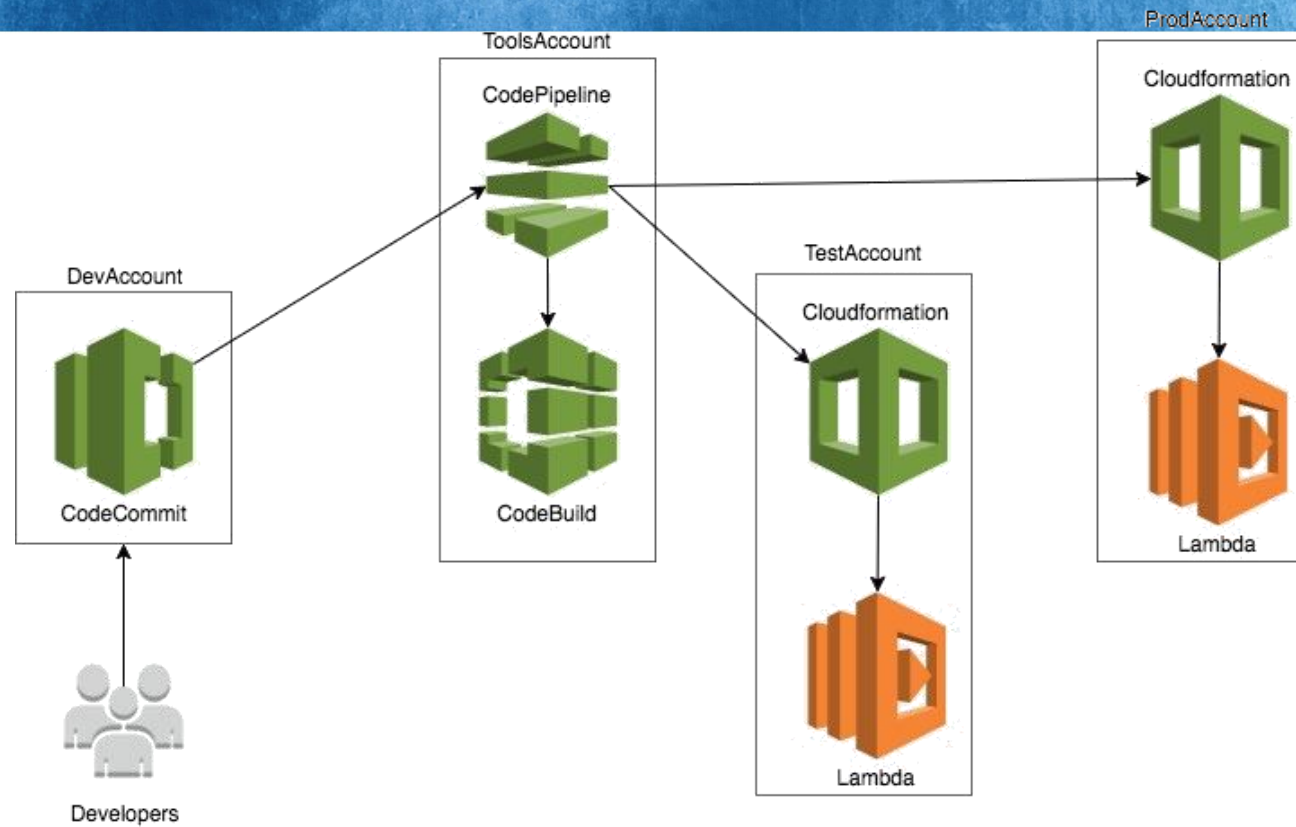 ProdAccount
ToolsAccount
Cloudformation
CodePipeline
TestAccount
DevAccount
Cloudformation
CodeCommit
CodeBuild
Lambda
Lambda
Developers